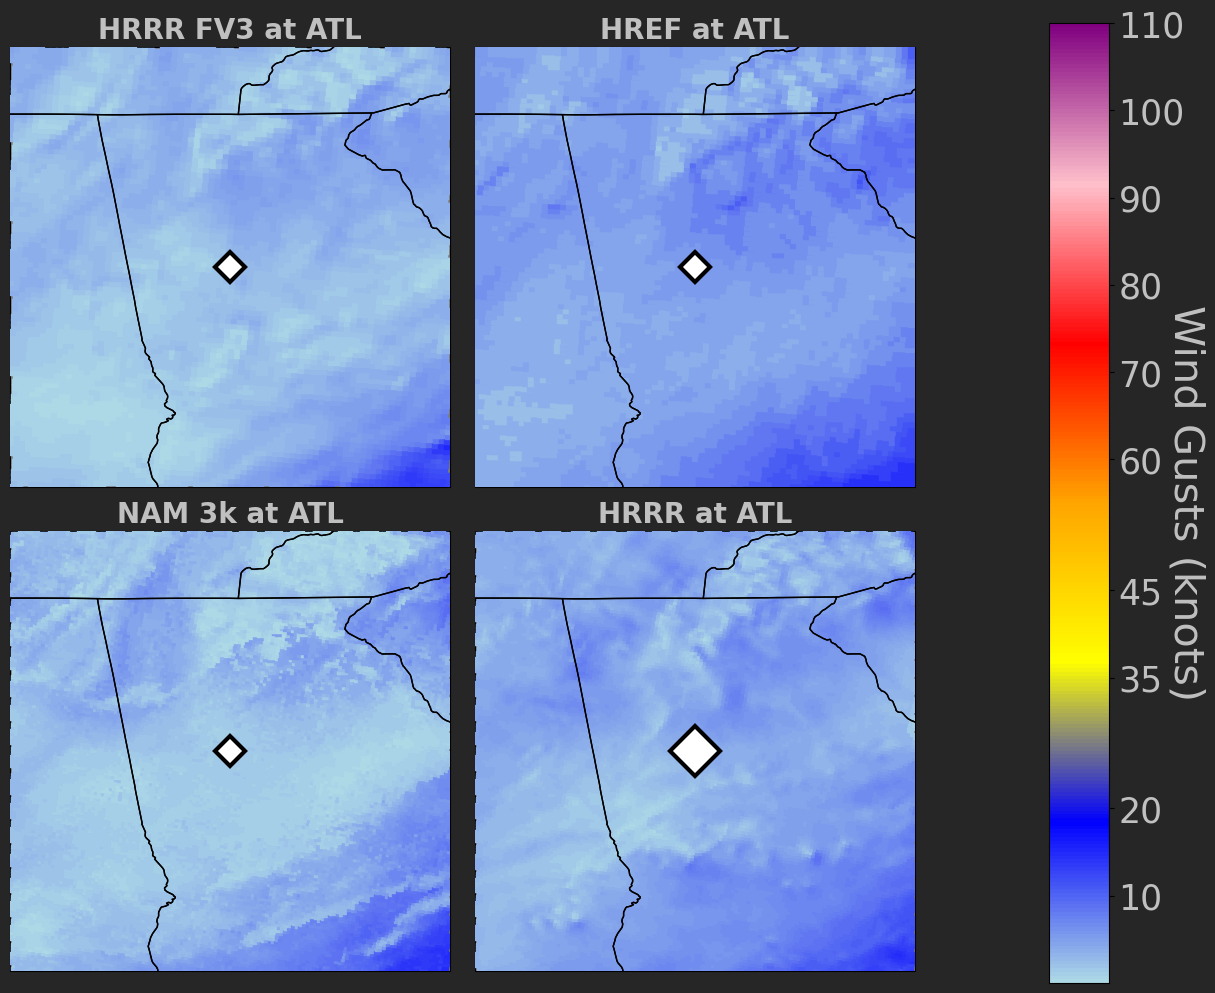 HRRR FV3 at ATL
HREF at ATL
NAM 3k at ATL
HRRR at ATL
110
100
90
80
70
60
45
35
20
10
Wind Gusts (knots)